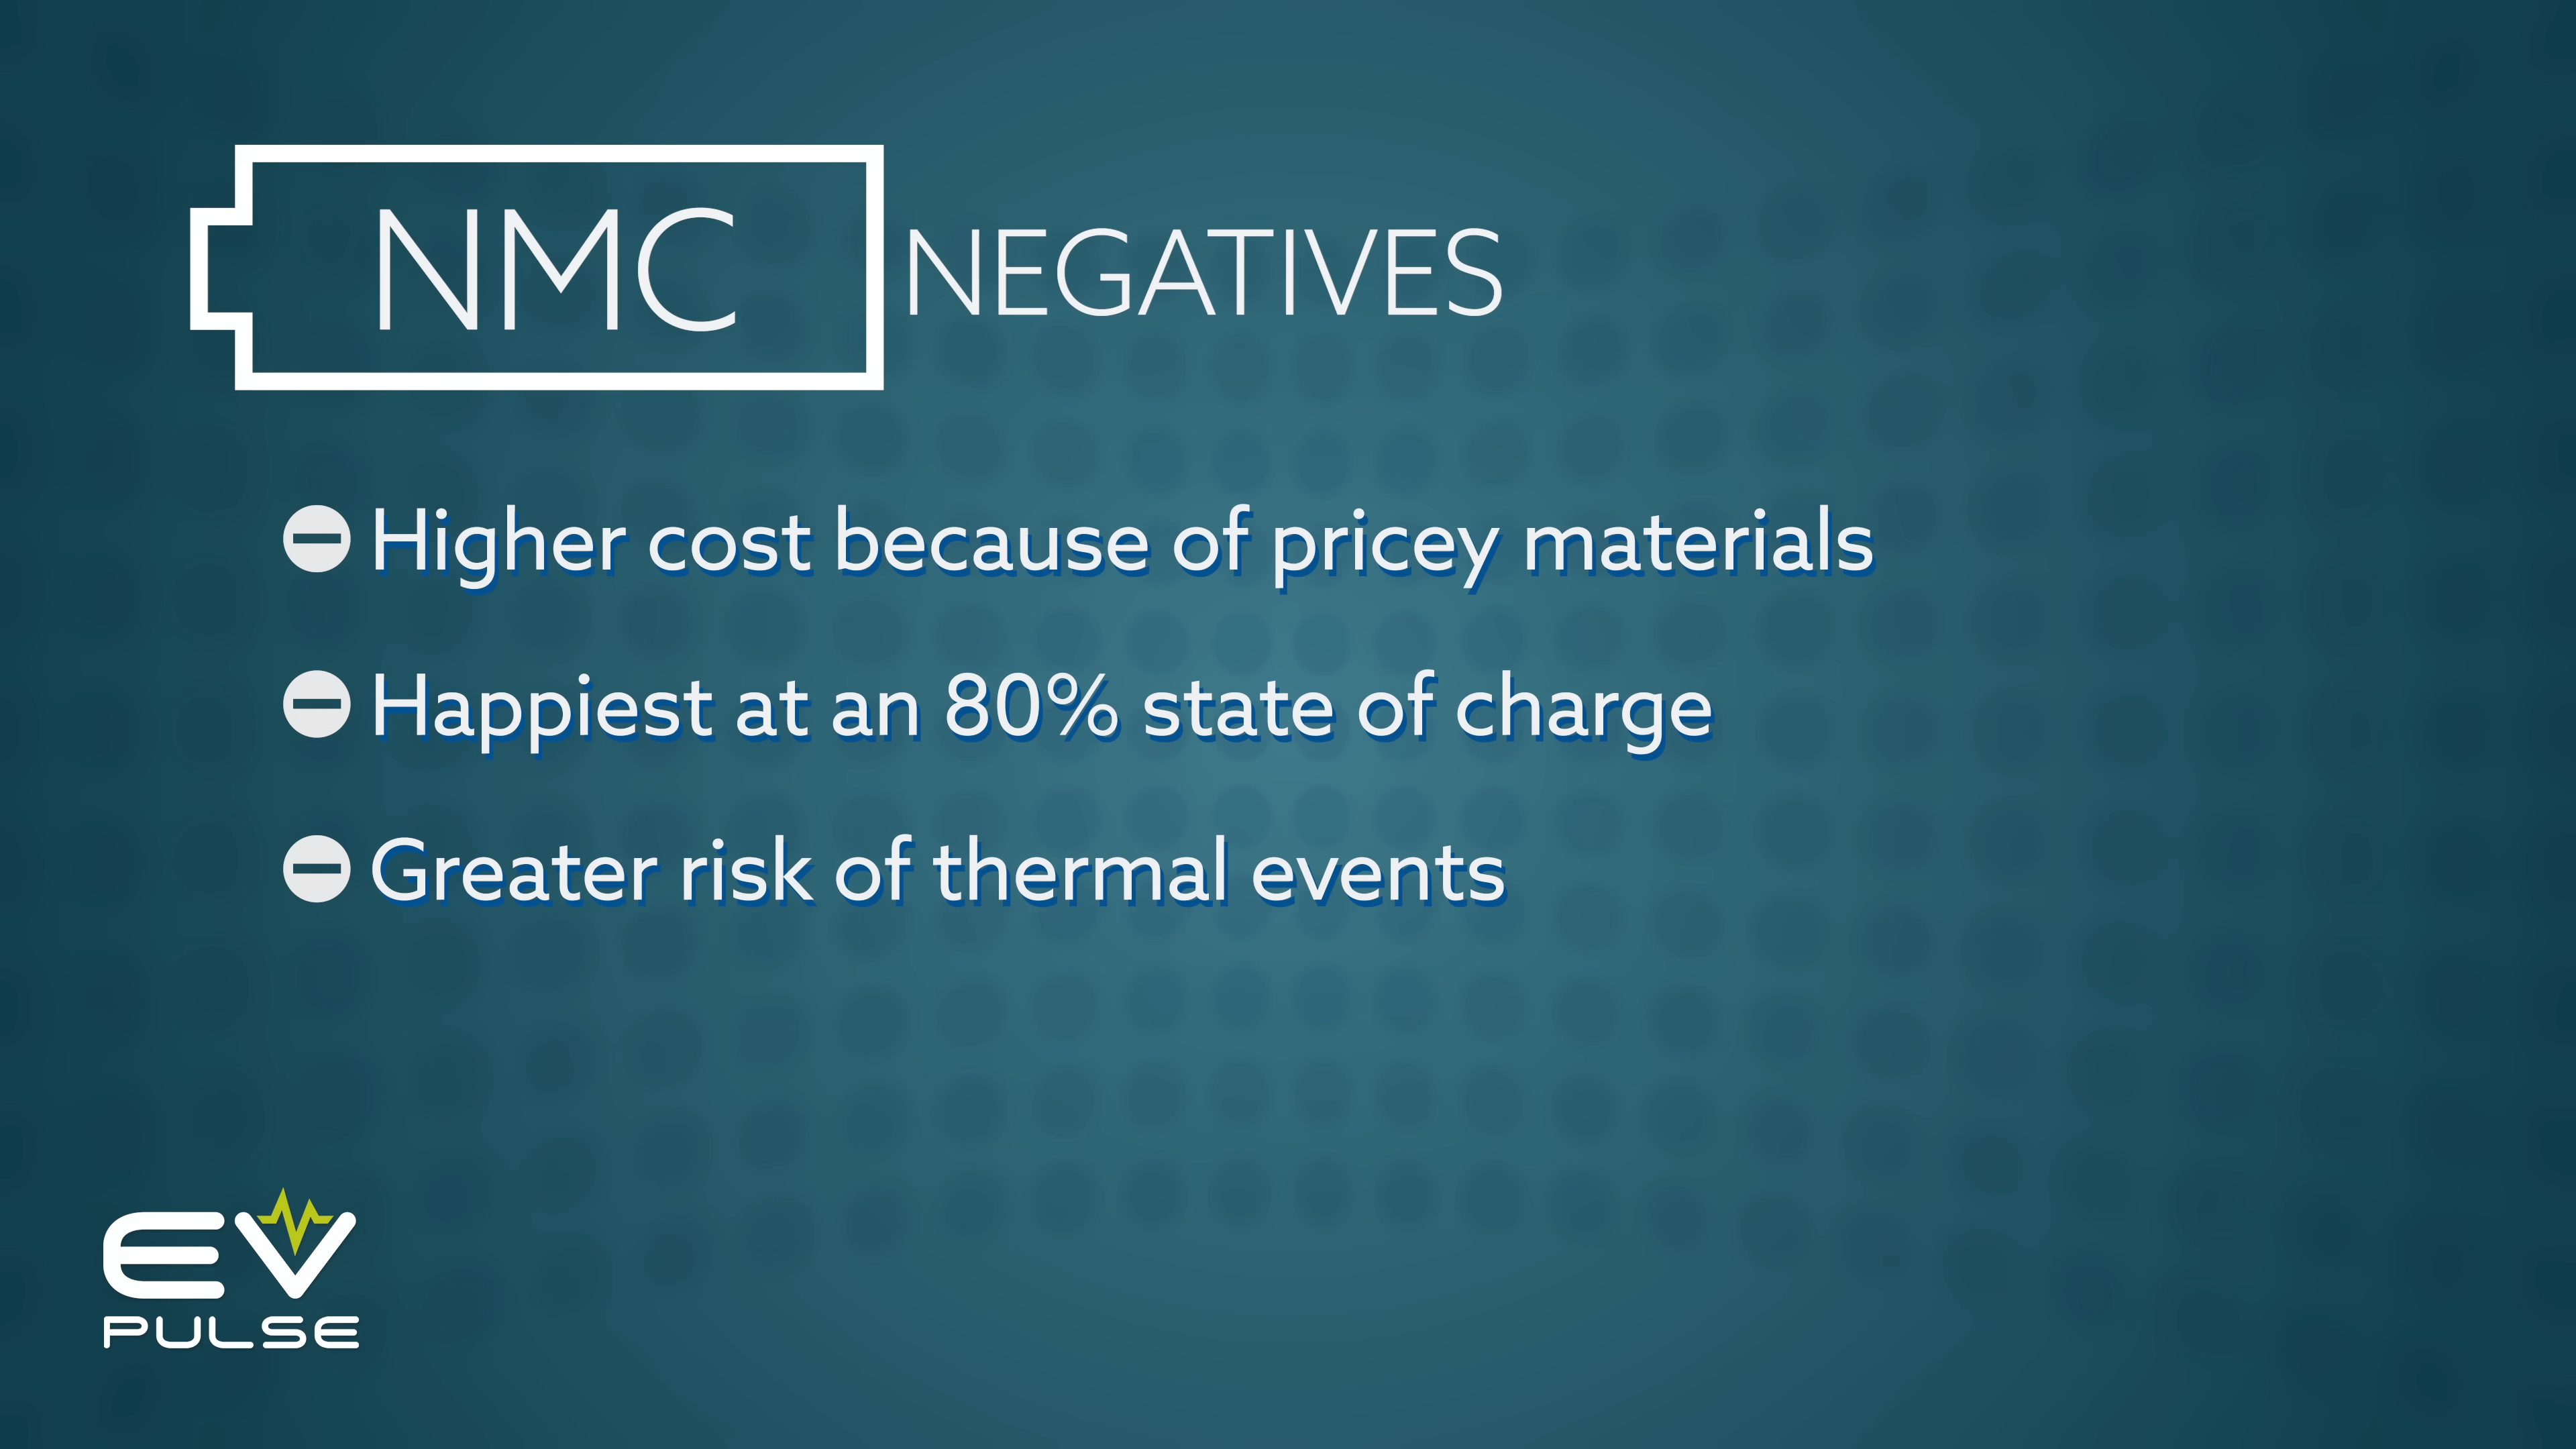 NMC NEGATIVES
Higher cost because of pricey materials
Happiest at an 80% state of charge
Greater risk of thermal events
EV
PULSE